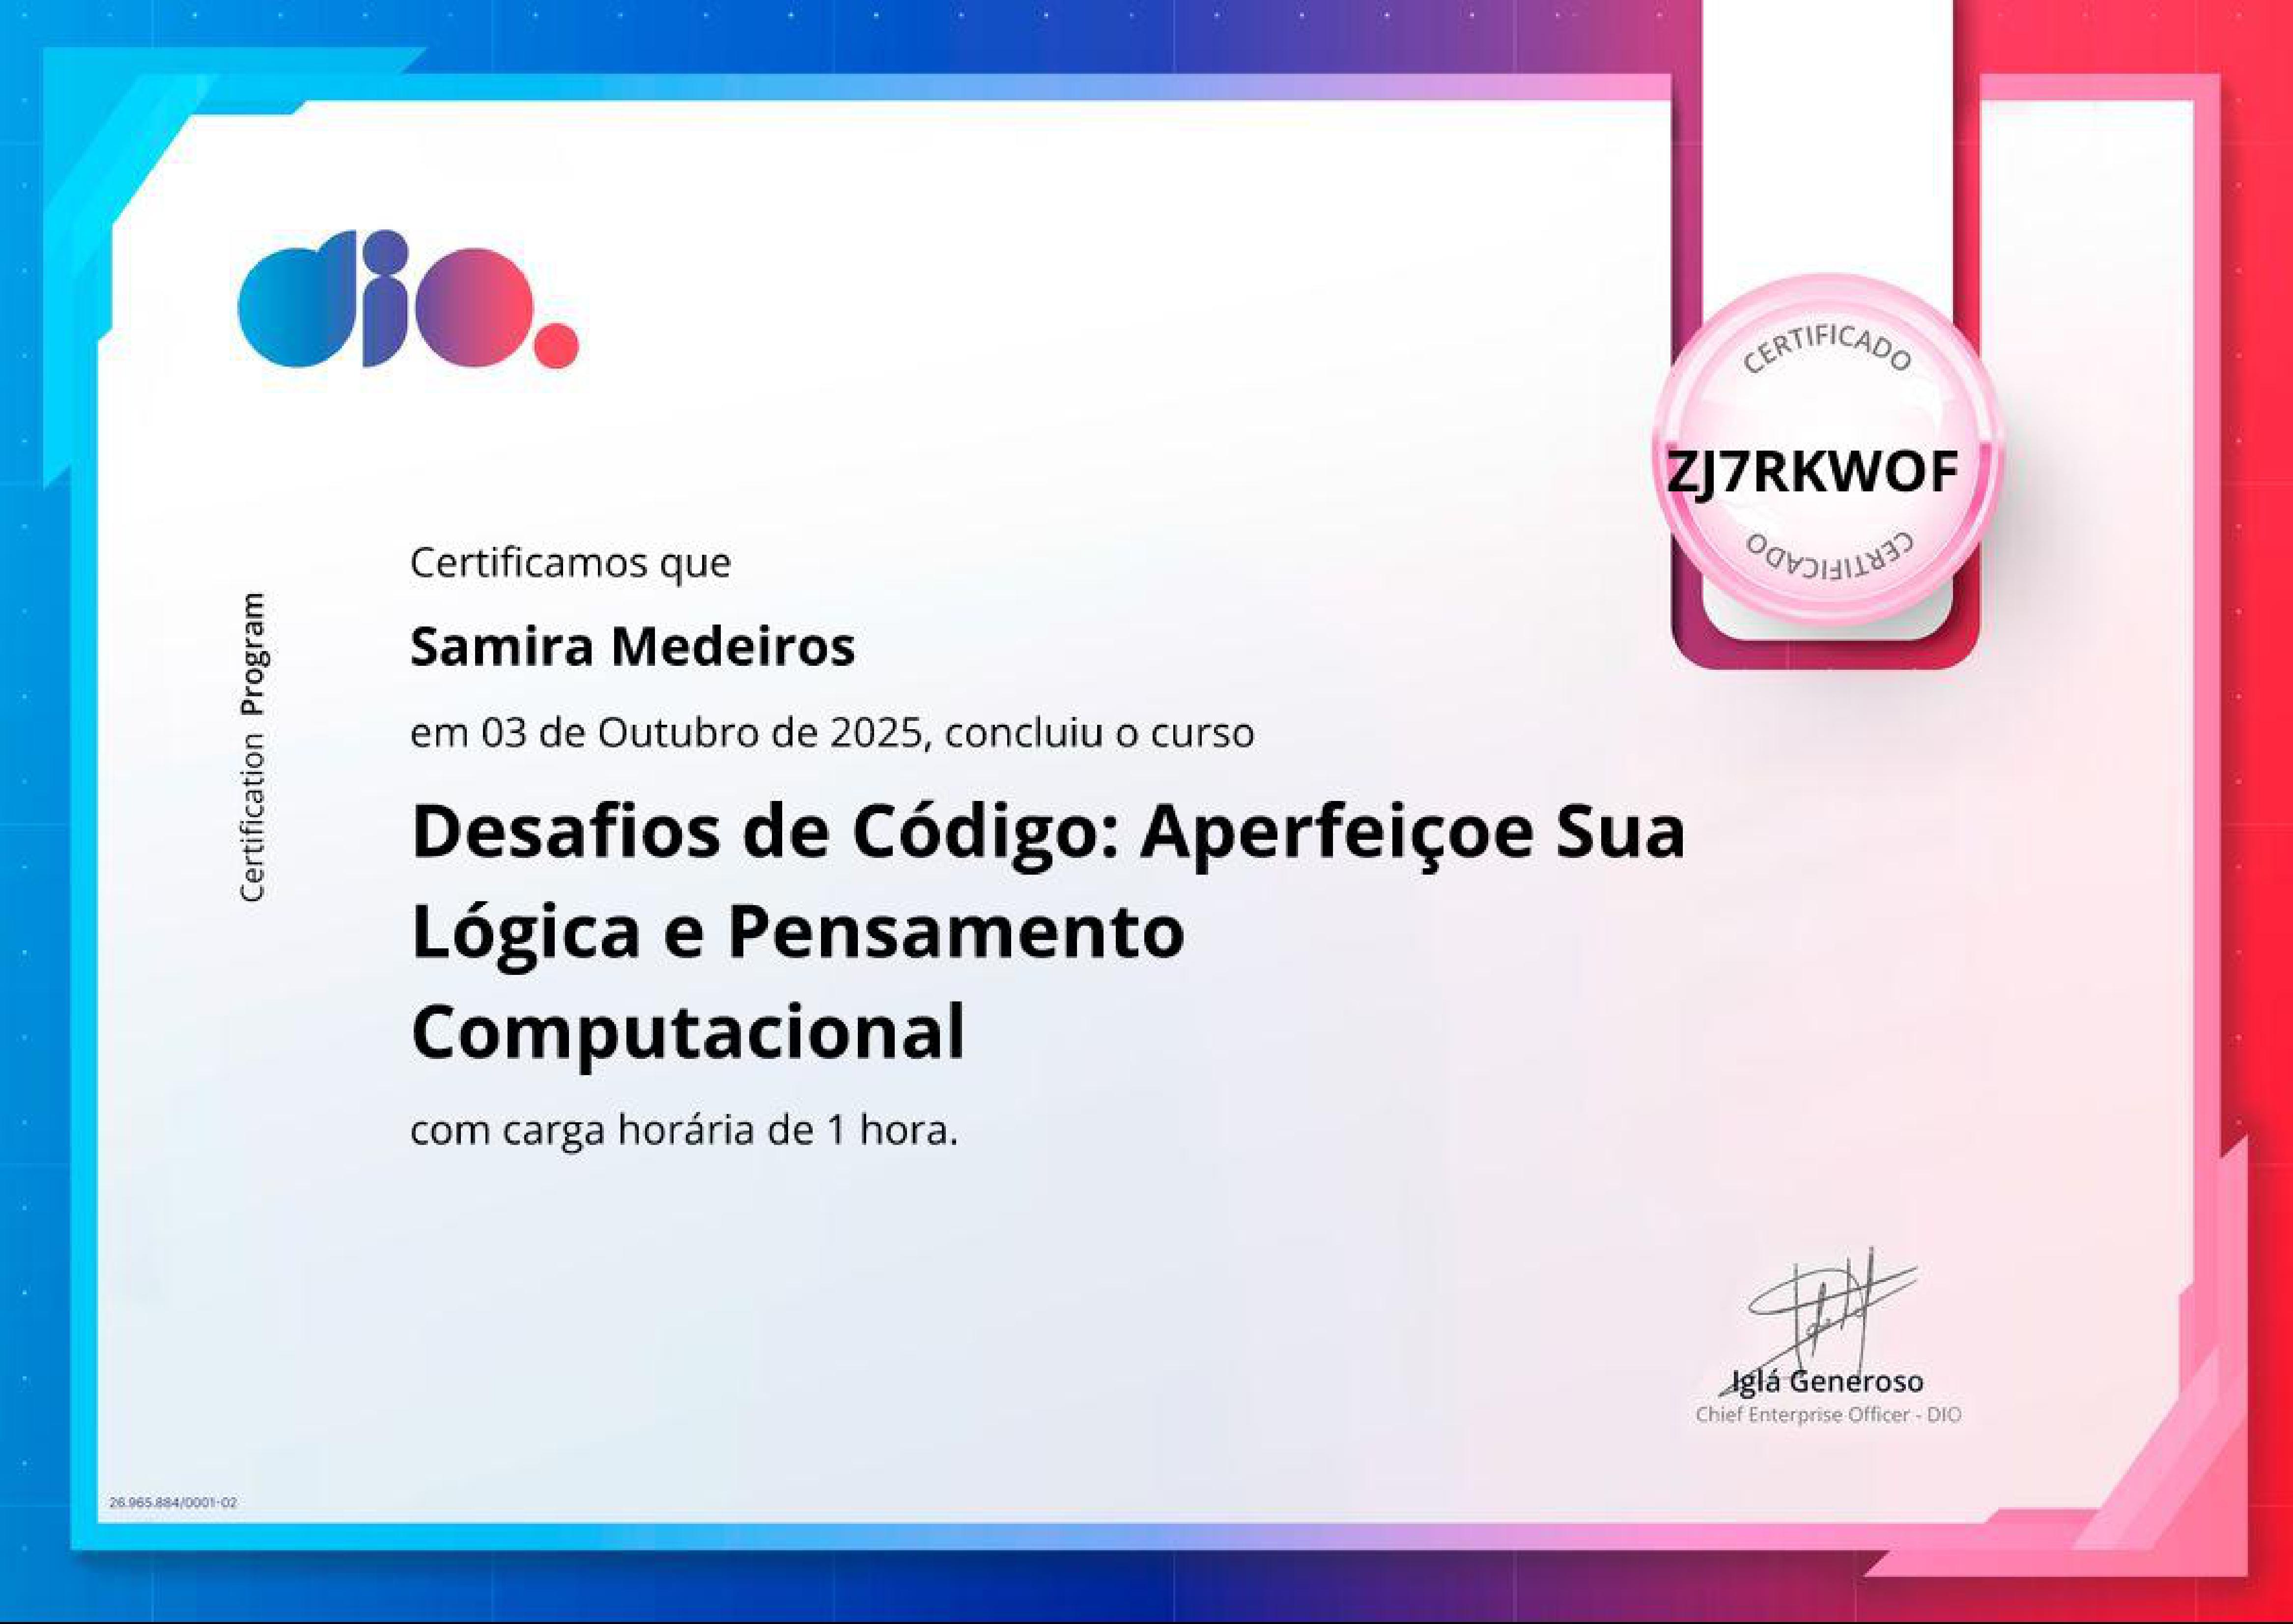 dio.
CERTIFICADO
ZJ7RKWOF
CERTIFICADO
Certification Program
Certificamos que
Samira Medeiros
em 03 de Outubro de 2025, concluiu o curso
Desafios de Código: Aperfeiçoe Sua
Lógica e Pensamento
Computacional
com carga horária de 1 hora.
Iglá Generoso
Chief Enterprise Officer - DIO
26.965.884/0001-02